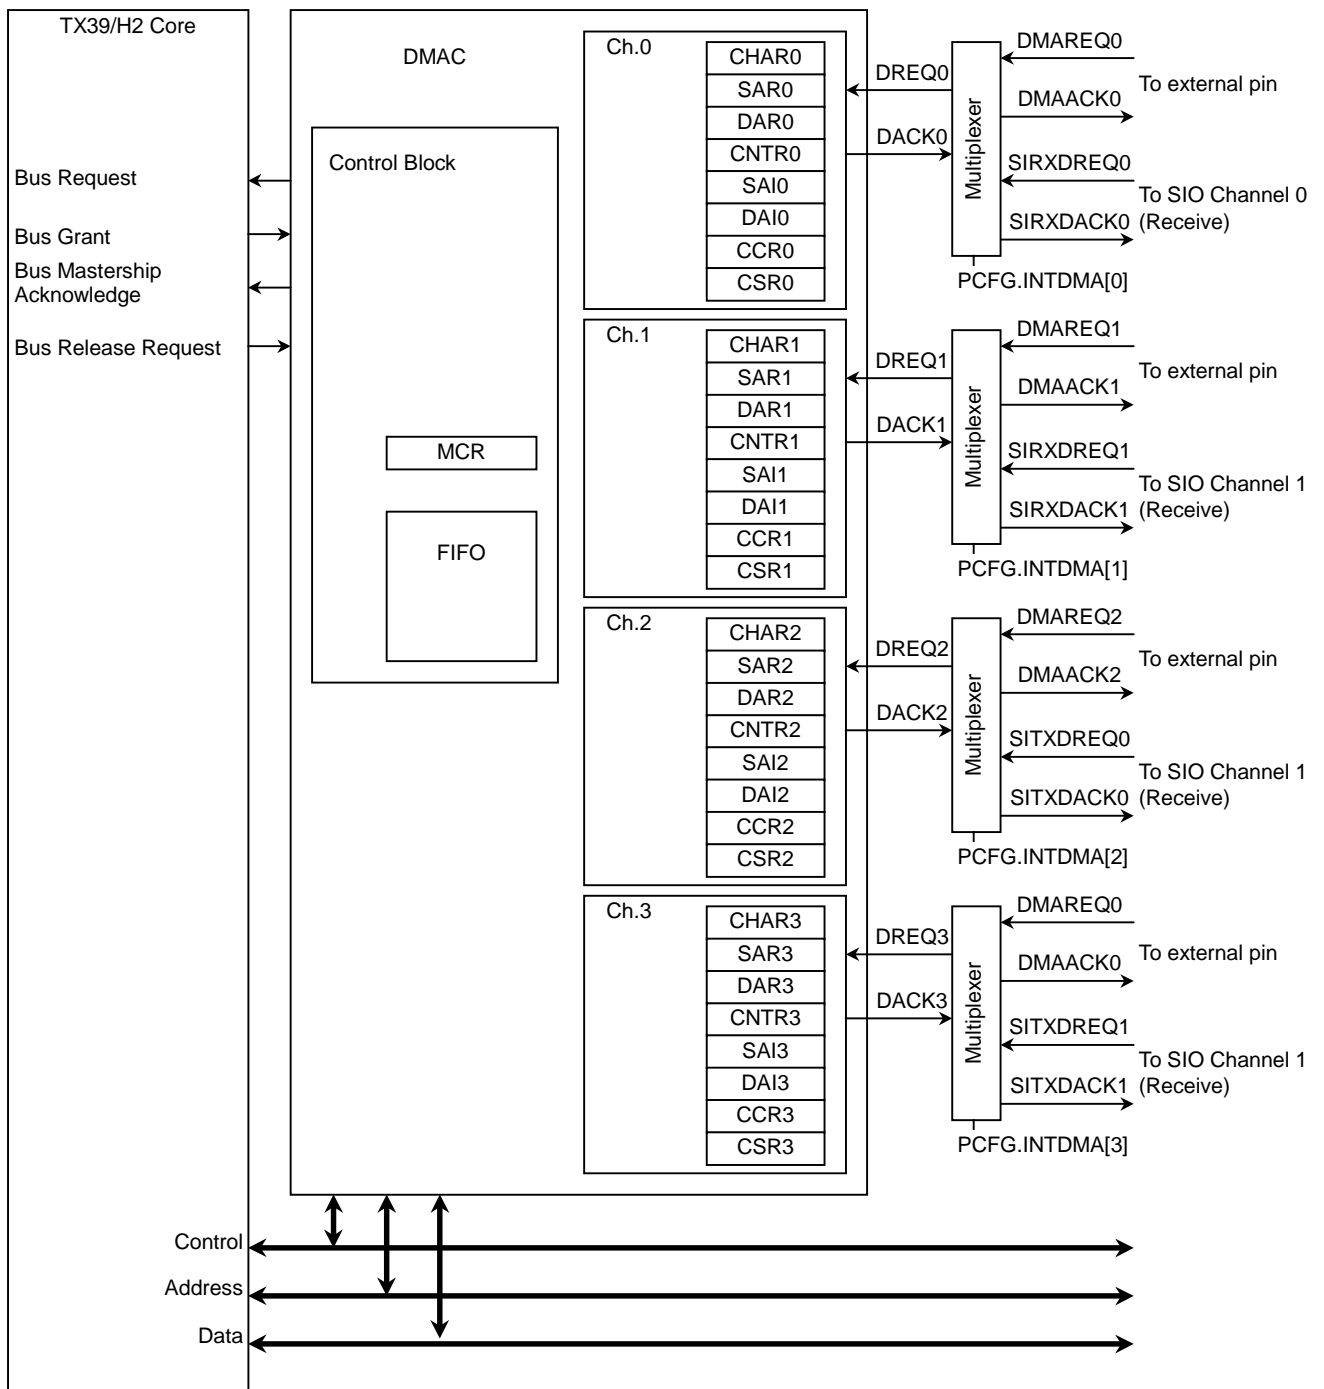 TX39/H2 Core
Bus Request
Bus Grant
Bus Mastership
Acknowledge
Bus Release Request
DMAC
Control Block
MCR
FIFO
Ch.0
CHAR0
SAR0
DAR0
CNTR0
SAI0
DAI0
CCR0
CSR0
DREQ0
DACK0
Multiplexer
DMAREQ0
To external pin
DMAACK0
SIRXDREQ0
To SIO Channel 0
(Receive)
SIRXDACK0
PCFG.INTDMA[0]
Ch.1
CHAR1
SAR1
DAR1
CNTR1
SAI1
DAI1
CCR1
CSR1
DREQ1
DACK1
Multiplexer
DMAREQ1
To external pin
DMAACK1
SIRXDREQ1
To SIO Channel 1
(Receive)
SIRXDACK1
PCFG.INTDMA[1]
Ch.2
CHAR2
SAR2
DAR2
CNTR2
SAI2
DAI2
CCR2
CSR2
DREQ2
DACK2
Multiplexer
DMAREQ2
To external pin
DMAACK2
SITXDREQ0
To SIO Channel 1
(Receive)
SITXDACK0
PCFG.INTDMA[2]
Ch.3
CHAR3
SAR3
DAR3
CNTR3
SAI3
DAI3
CCR3
CSR3
DREQ3
DACK3
Multiplexer
DMAREQ0
To external pin
DMAACK0
SITXDREQ1
To SIO Channel 1
(Receive)
SITXDACK1
PCFG.INTDMA[3]
Control
Address
Data